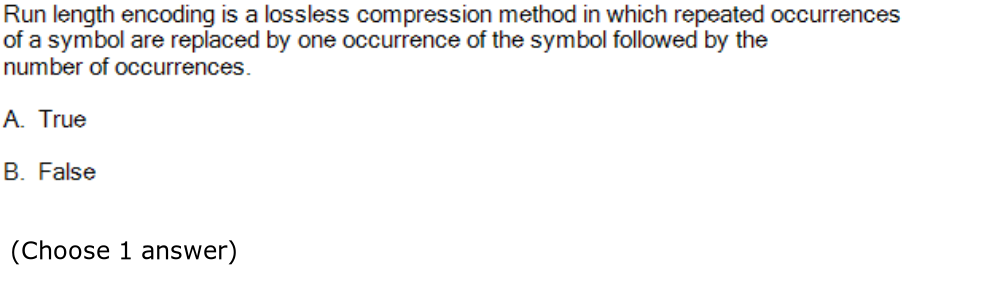 Run length encoding is a lossless compression method in which repeated occurrences
of a symbol are replaced by one occurrence of the symbol followed by the
number of occurrences.
A. True
B. False
(Choose 1 answer)